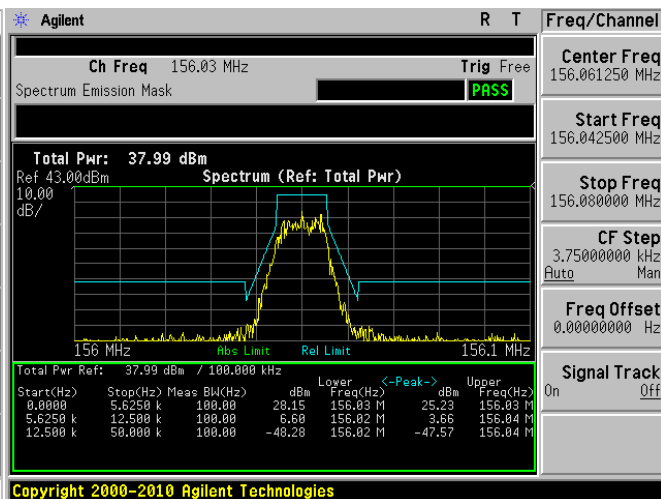 Agilent R T
Ch Freq 156.03 MHz Trig Free
Spectrum Emission Mask PASS
Total Pwr: 37.99 dBm
Ref 43.00dBm Spectrum (Ref: Total Pwr)
10.00
dB/
156 MHz Abs Limit Rel Limit 156.1 MHz
Total Pwr Ref: 37.99 dBm / 100.000 kHz
Lower <-Peak-> Upper
Start(Hz) Stop(Hz) Meas BW(Hz) dBm Freq(Hz) dBm Freq(Hz)
0.0000 5.6250 k 100.00 28.15 156.03 M 25.23 156.03 M
5.6250 k 12.500 k 100.00 6.60 156.02 M 3.66 156.04 M
12.500 k 50.000 k 100.00 -48.28 156.02 M -47.57 156.04 M
Copyright 2000-2010 Agilent Technologies
Freq/Channel
Center Freq
156.061250 MHz
Start Freq
156.042500 MHz
Stop Freq
156.080000 MHz
CF Step
3.75000000 kHz
Auto Man
Freq Offset
0.00000000 Hz
Signal Track
On Off